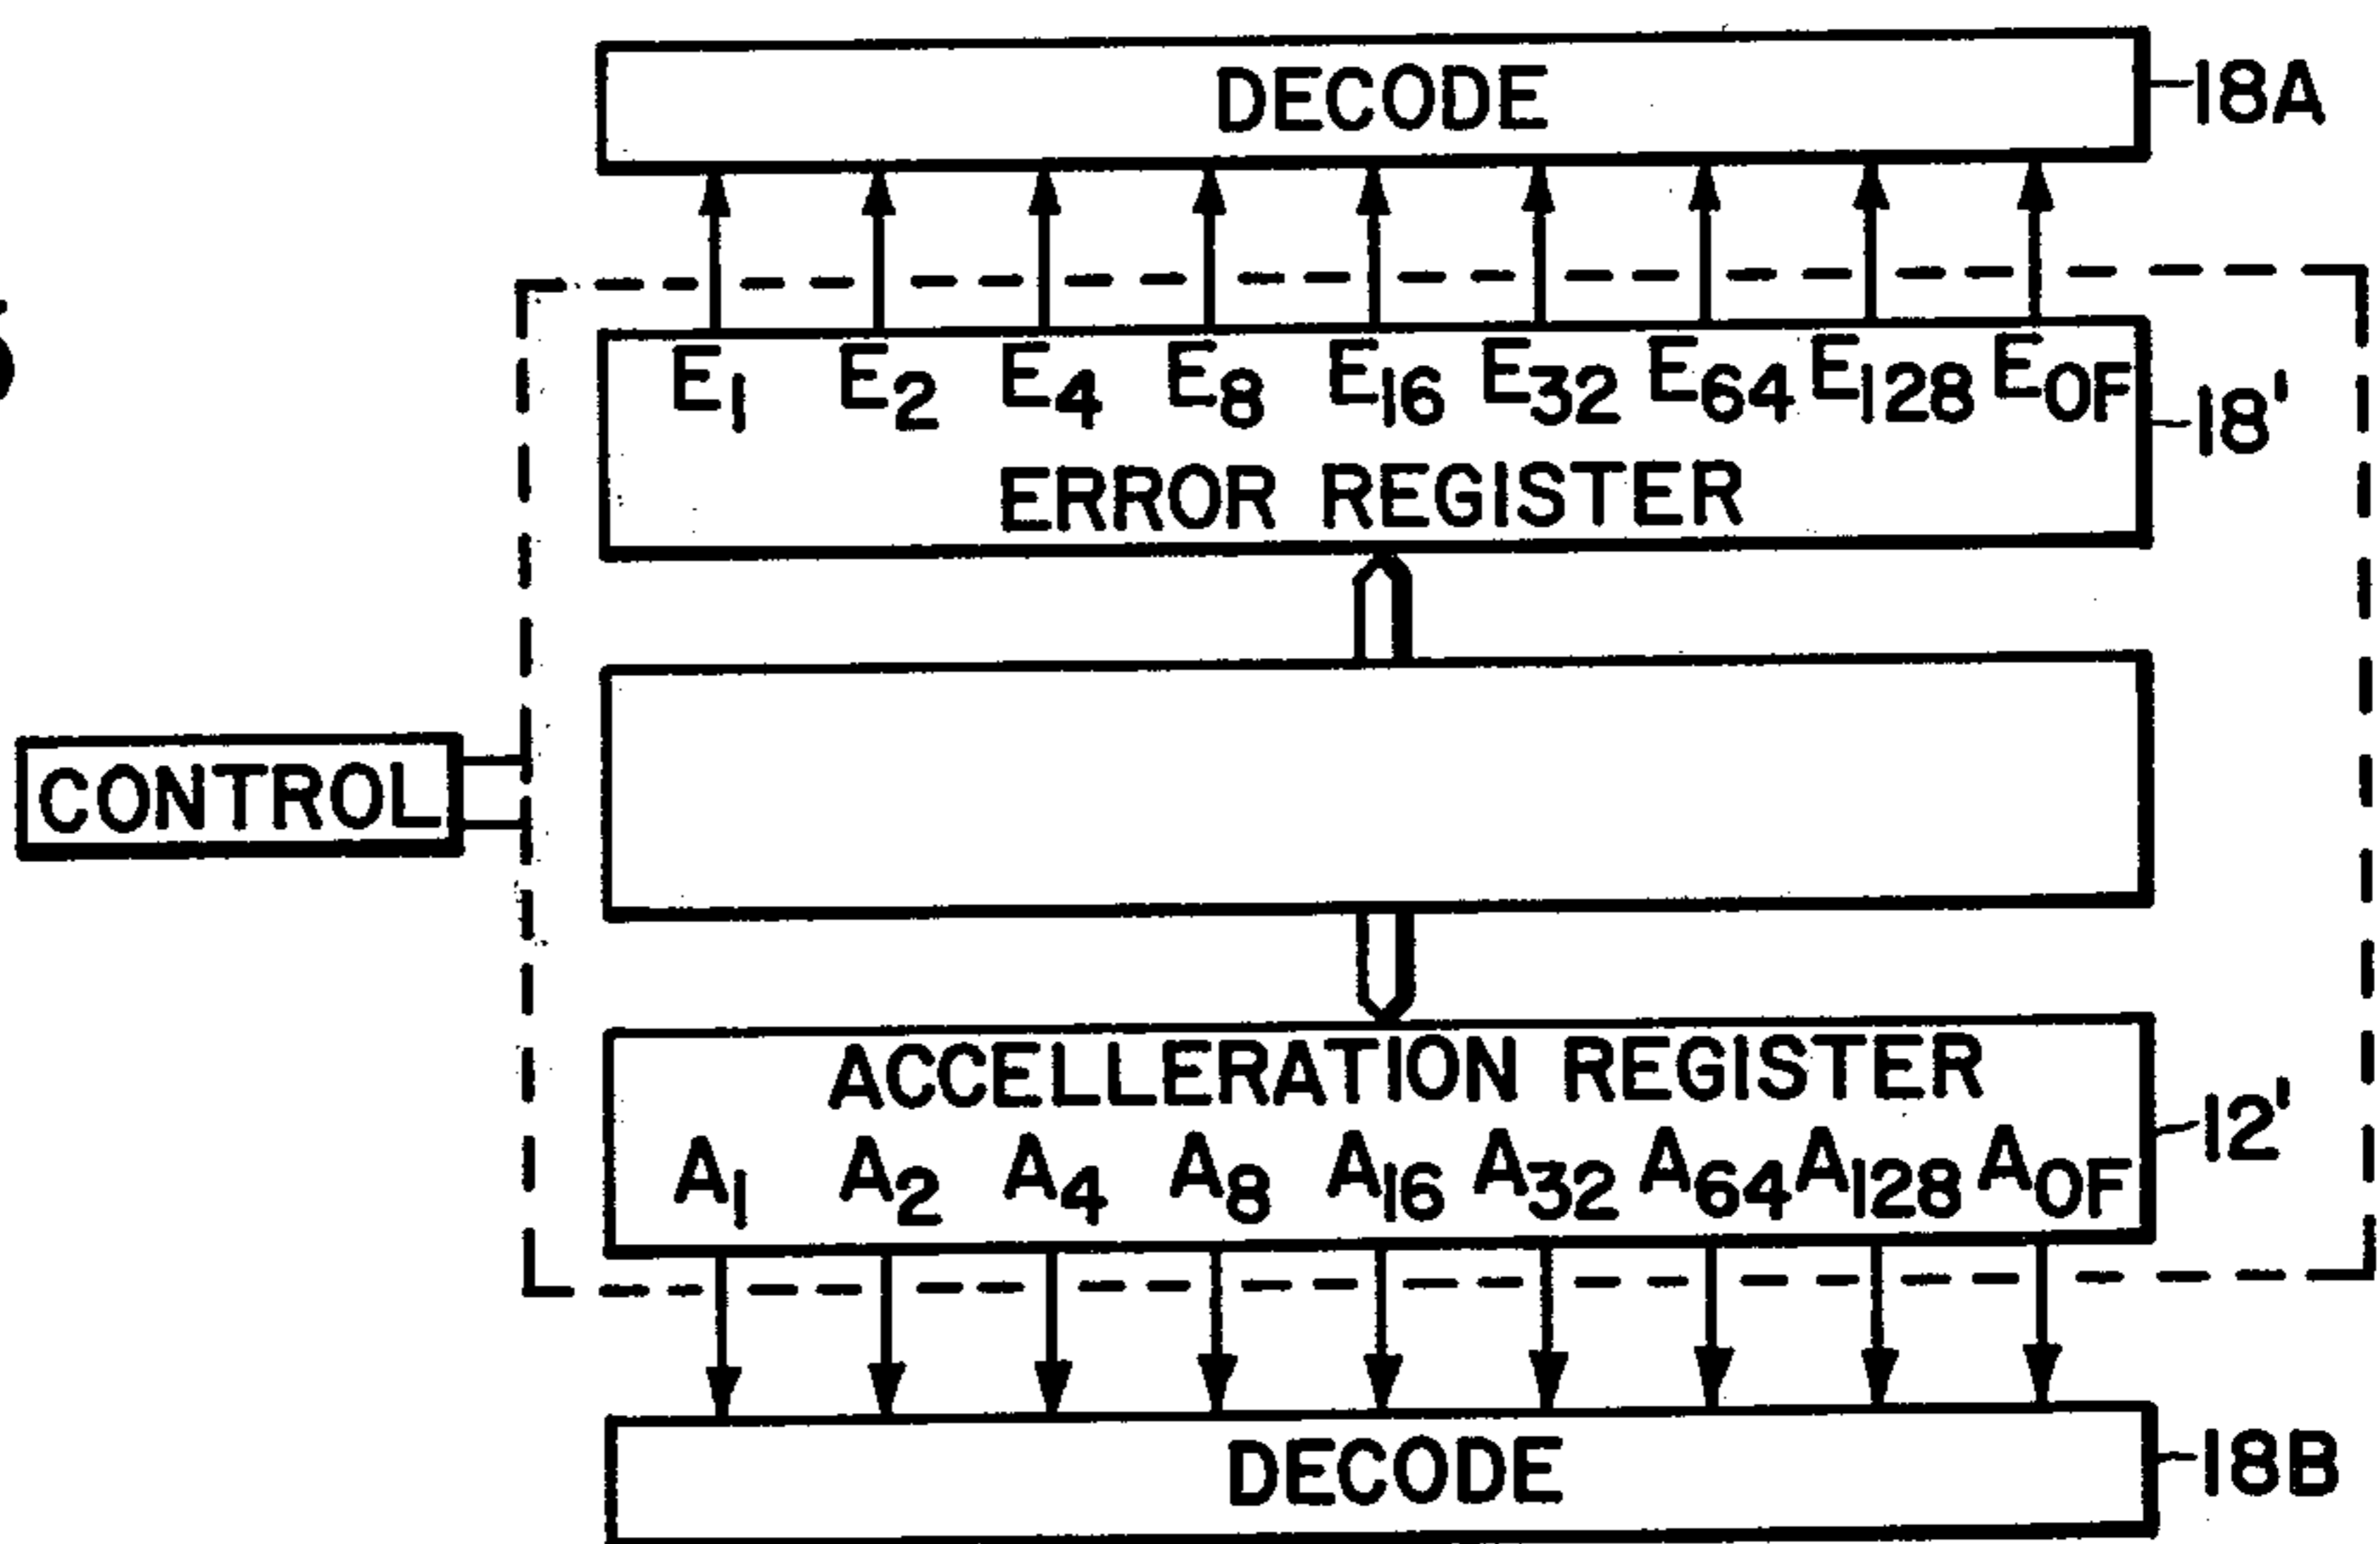 DECODE
18A
E1 E2 E4 E8 E16 E32 E64 E128 EOF
18'
ERROR REGISTER
CONTROL
ACCELLERATION REGISTER
12'
A1 A2 A4 A8 A16 A32 A64 A128 AOF
DECODE
18B